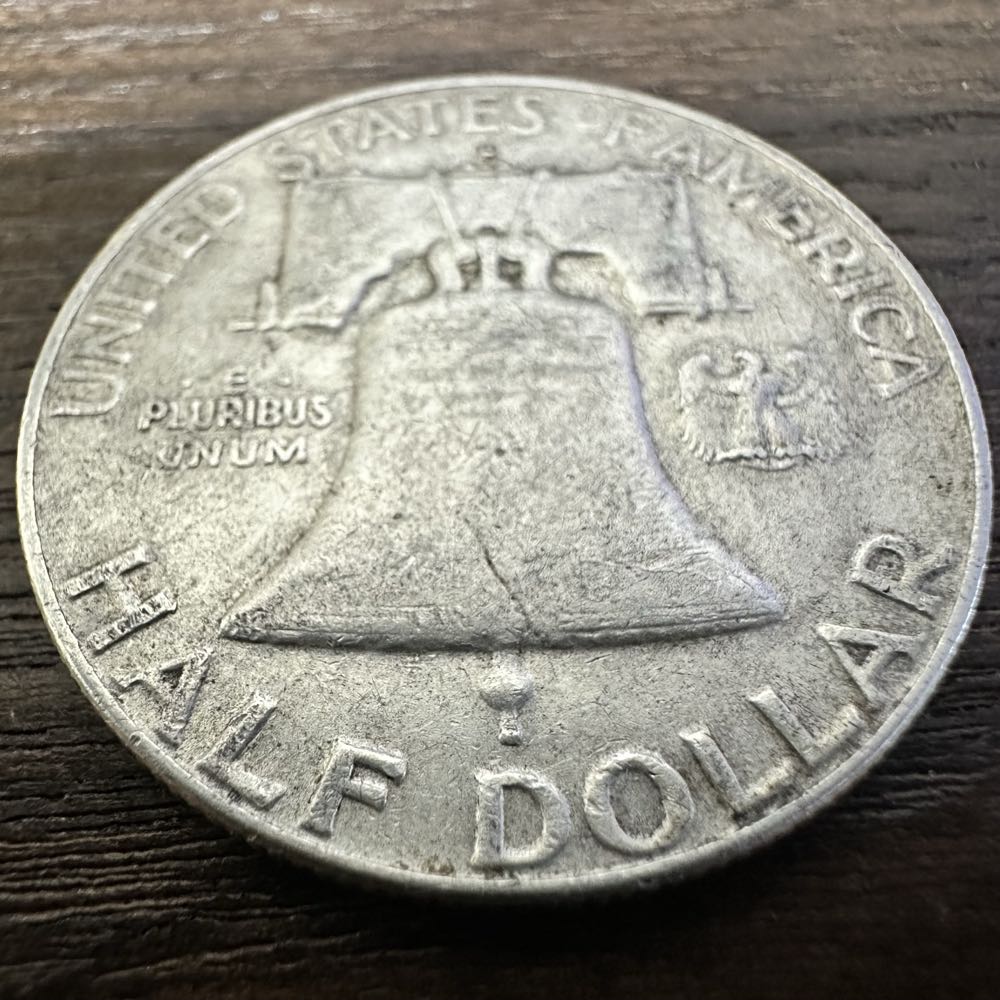 UNITED STATES OF AMERICA
E
PLURIBUS
UNUM
HALF DOLLAR